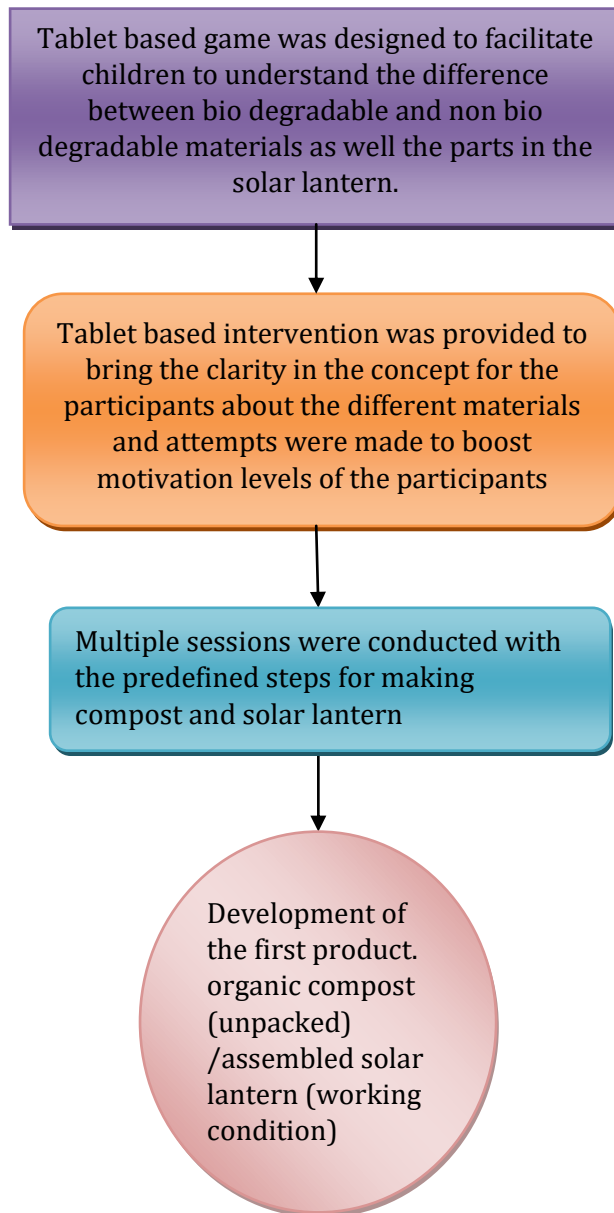 Tablet based game was designed to facilitate
children to understand the difference
between bio degradable and non bio
degradable materials as well the parts in the
solar lantern.
Tablet based intervention was provided to
bring the clarity in the concept for the
participants about the different materials
and attempts were made to boost
motivation levels of the participants
Multiple sessions were conducted with
the predefined steps for making
compost and solar lantern
Development of
the first product.
organic compost
(unpacked)
/assembled solar
lantern (working
condition)